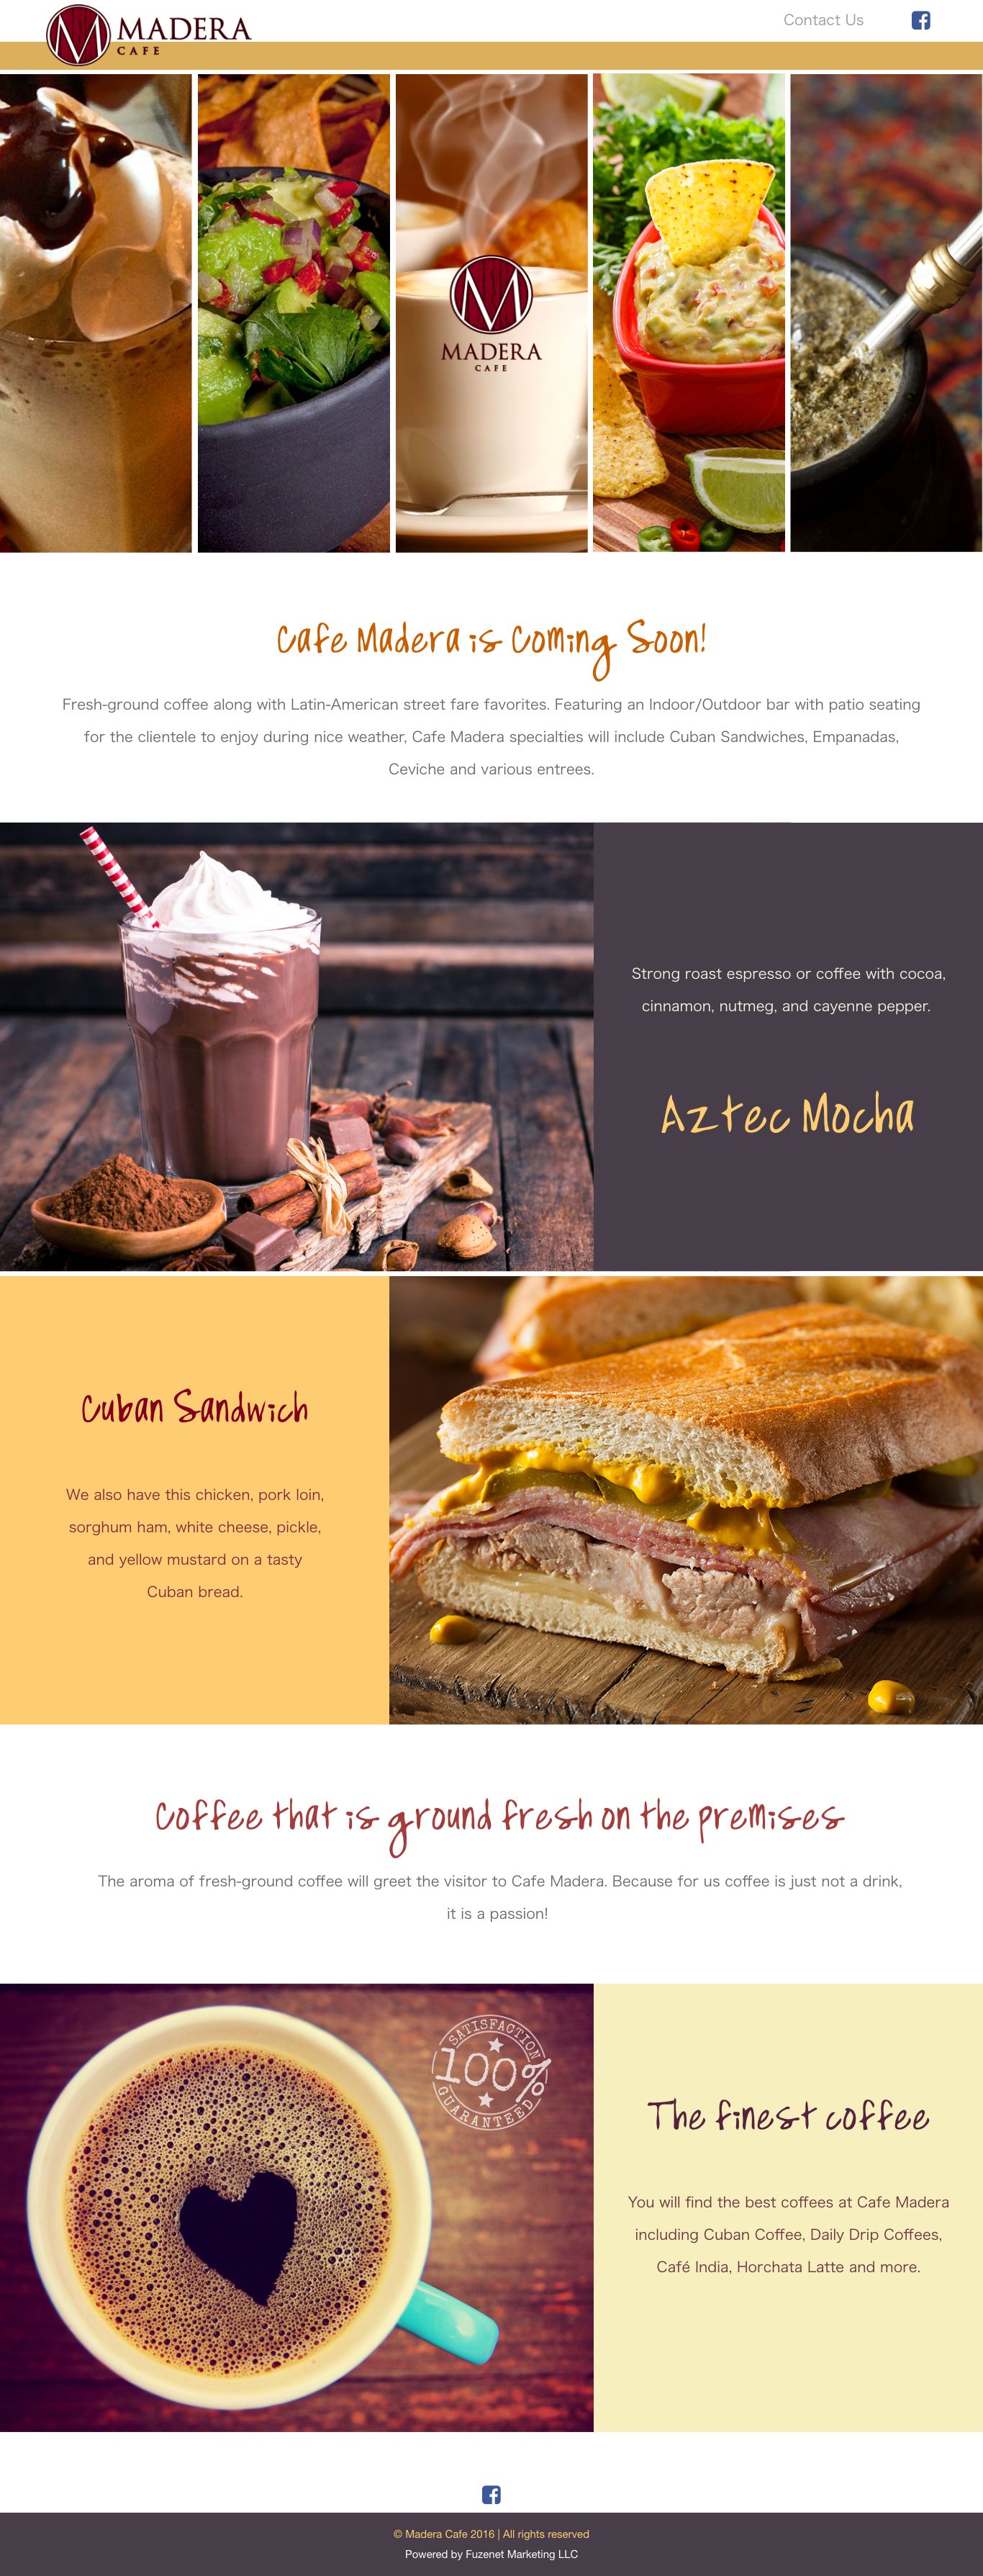 MADERA
CAFE
Contact Us
MADERA
CAFE
Cafe Madera is Coming Soon!
Fresh-ground coffee along with Latin-American street fare favorites. Featuring an Indoor/Outdoor bar with patio seating
for the clientele to enjoy during nice weather, Cafe Madera specialties will include Cuban Sandwiches, Empanadas,
Ceviche and various entrees.
Strong roast espresso or coffee with cocoa,
cinnamon, nutmeg, and cayenne pepper.
Aztec Mocha
Cuban Sandwich
We also have this chicken, pork loin,
sorghum ham, white cheese, pickle,
and yellow mustard on a tasty
Cuban bread.
Coffee that is ground fresh on the premises
The aroma of fresh-ground coffee will greet the visitor to Cafe Madera. Because for us coffee is just not a drink,
it is a passion!
SATISFACTION
100%
GUARANTEED
The finest coffee
You will find the best coffees at Cafe Madera
including Cuban Coffee, Daily Drip Coffees,
Café India, Horchata Latte and more.
© Madera Cafe 2016 | All rights reserved
Powered by Fuzenet Marketing LLC